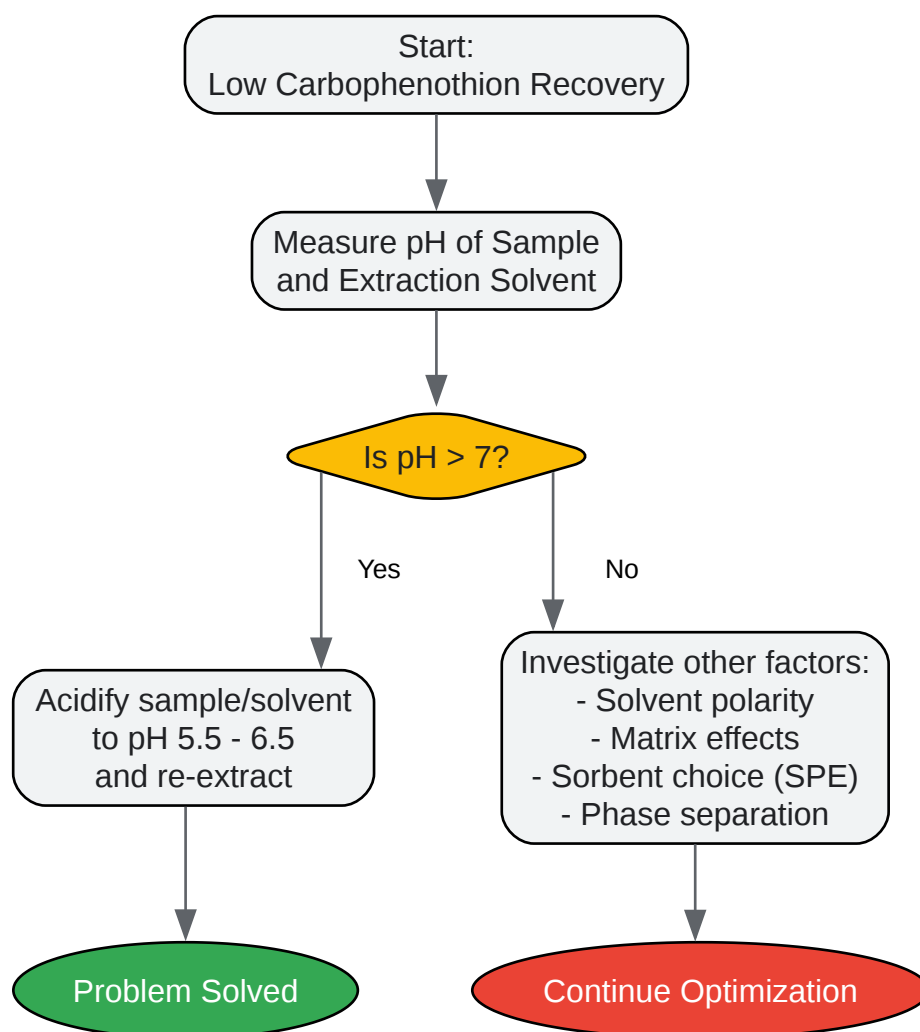 Start:
Low Carbophenothion Recovery
Measure pH of Sample
and Extraction Solvent
Is pH > 7?
Yes
No
Acidify sample/solvent
to pH 5.5 - 6.5
and re-extract
Investigate other factors:
- Solvent polarity
- Matrix effects
- Sorbent choice (SPE)
- Phase separation
Problem Solved
Continue Optimization